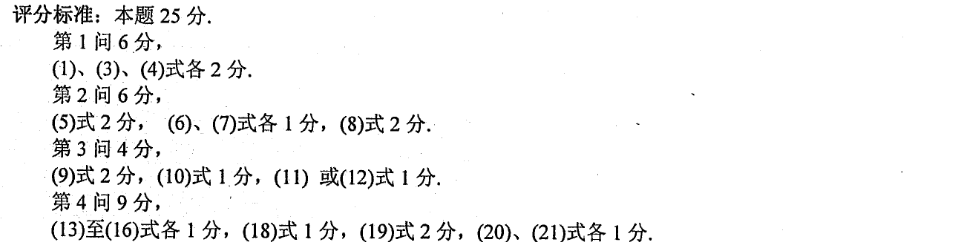 评分标准：本题 25 分.
第 1 问 6 分，
(1)、(3)、(4)式各 2 分.
第 2 问 6 分，
(5)式 2 分， (6)、(7)式各 1 分，(8)式 2 分.
第 3 问 4 分，
(9)式 2 分，(10)式 1 分，(11) 或(12)式 1 分.
第 4 问 9 分，
(13)至(16)式各 1 分，(18)式 1 分，(19)式 2 分，(20)、(21)式各 1 分.